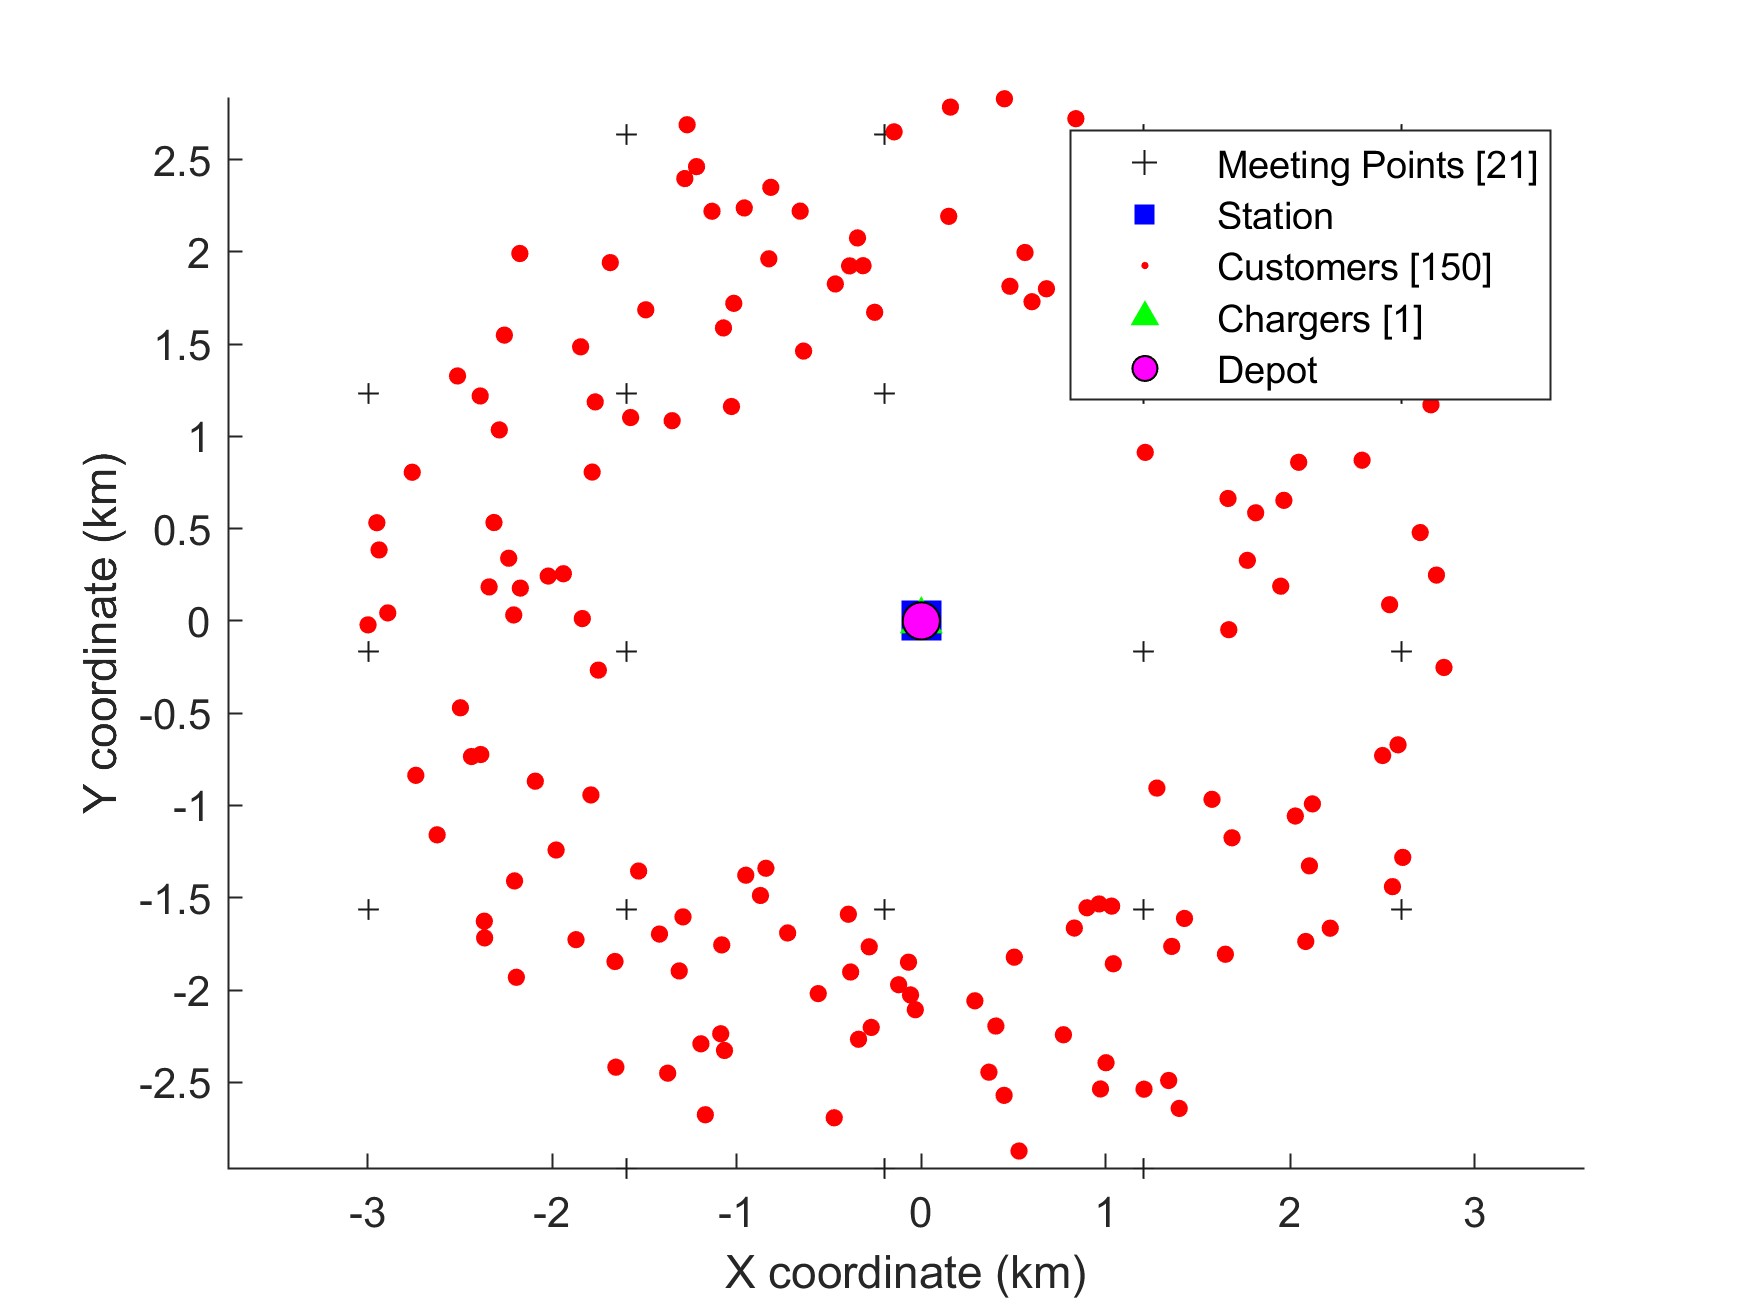 2.5
2
1.5
1
0.5
0
-0.5
-1
-1.5
-2
-2.5
Y coordinate (km)
Meeting Points [21]
Station
Customers [150]
Chargers [1]
Depot
-3 -2 -1 0 1 2 3
X coordinate (km)